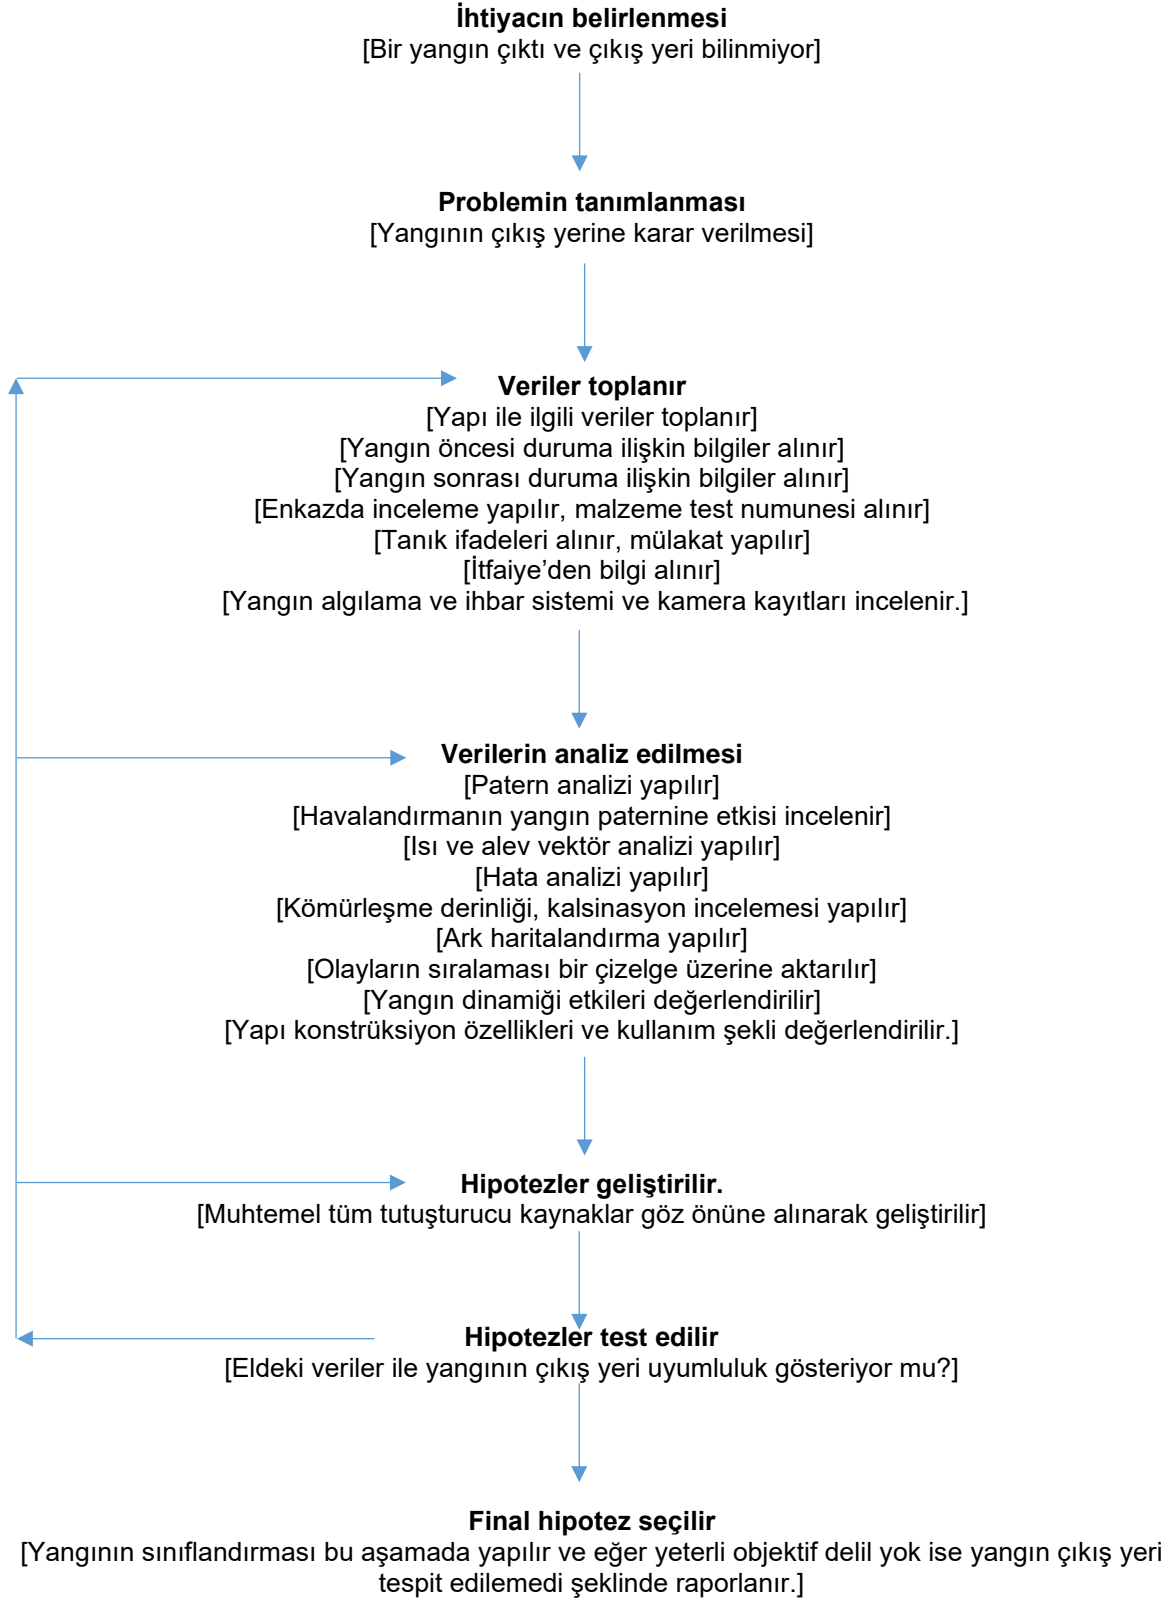 İhtiyacın belirlenmesi
[Bir yangın çıktı ve çıkış yeri bilinmiyor]
Problemin tanımlanması
[Yangının çıkış yerine karar verilmesi]
Veriler toplanır
[Yapı ile ilgili veriler toplanır]
[Yangın öncesi duruma ilişkin bilgiler alınır]
[Yangın sonrası duruma ilişkin bilgiler alınır]
[Enkazda inceleme yapılır, malzeme test numunesi alınır]
[Tanık ifadeleri alınır, mülakat yapılır]
[İtfaiye’den bilgi alınır]
[Yangın algılama ve ihbar sistemi ve kamera kayıtları incelenir.]
Verilerin analiz edilmesi
[Patern analizi yapılır]
[Havalandırmanın yangın paternine etkisi incelenir]
[Isı ve alev vektör analizi yapılır]
[Hata analizi yapılır]
[Kömürleşme derinliği, kalsinasyon incelemesi yapılır]
[Ark haritalandırma yapılır]
[Olayların sıralaması bir çizelge üzerine aktarılır]
[Yangın dinamiği etkileri değerlendirilir]
[Yapı konstrüksiyon özellikleri ve kullanım şekli değerlendirilir.]
Hipotezler geliştirilir.
[Muhtemel tüm tutuşturucu kaynaklar göz önüne alınarak geliştirilir]
Hipotezler test edilir
[Eldeki veriler ile yangının çıkış yeri uyumluluk gösteriyor mu?]
Final hipotez seçilir
[Yangının sınıflandırması bu aşamada yapılır ve eğer yeterli objektif delil yok ise yangın çıkış yeri
tespit edilemedi şeklinde raporlanır.]